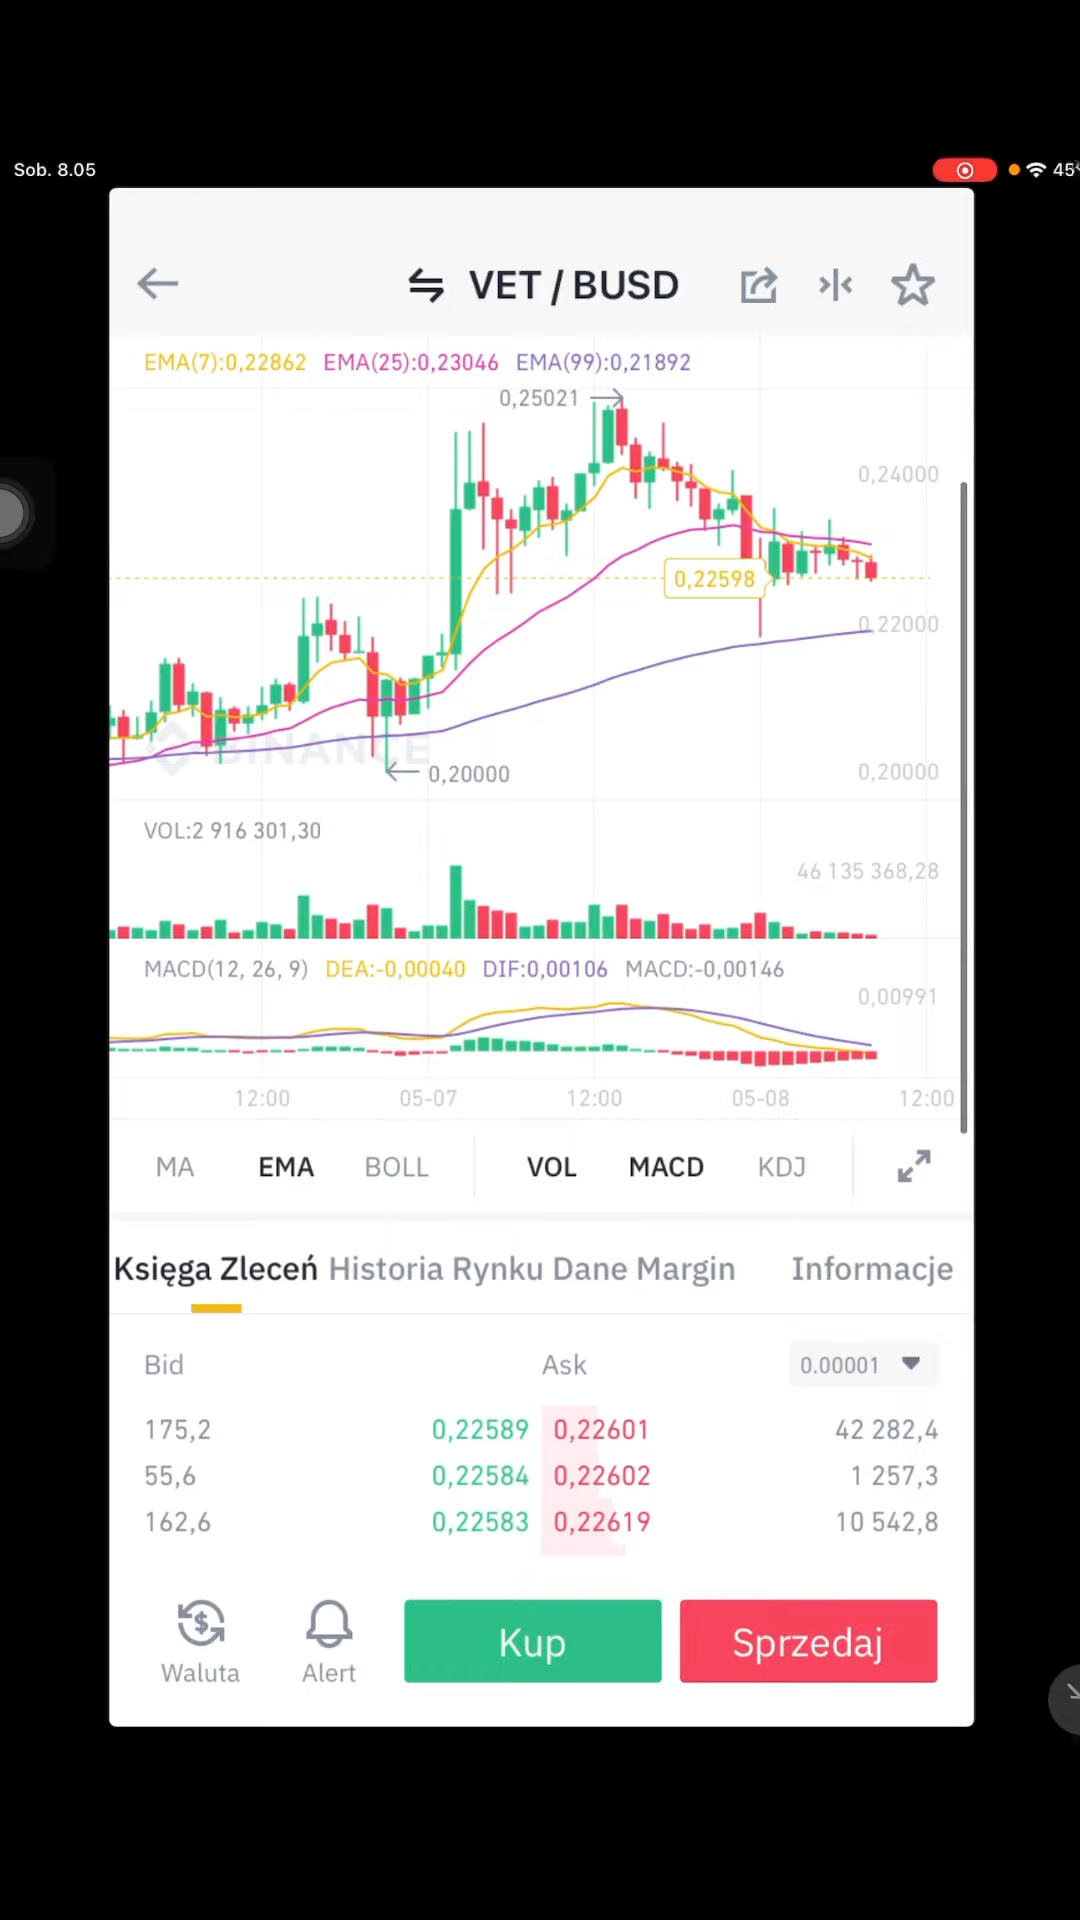 Sob. 8.05
45
VET / BUSD
EMA(7):0,22862 EMA(25):0,23046 EMA(99):0,21892
0,25021
0,24000
0,22598
0,22000
BINANCE
0,20000
0,20000
VOL:2 916 301,30
46 135 368,28
MACD(12, 26, 9) DEA:-0,00040 DIF:0,00106 MACD:-0,00146
0,00991
12:00 05-07 12:00 05-08 12:00
MA EMA BOLL VOL MACD KDJ
Księga Zleceń Historia Rynku Dane Margin Informacje
Bid Ask 0.00001
175,2 0,22589 0,22601 42 282,4
55,6 0,22584 0,22602 1 257,3
162,6 0,22583 0,22619 10 542,8
Waluta Alert Kup Sprzedaj